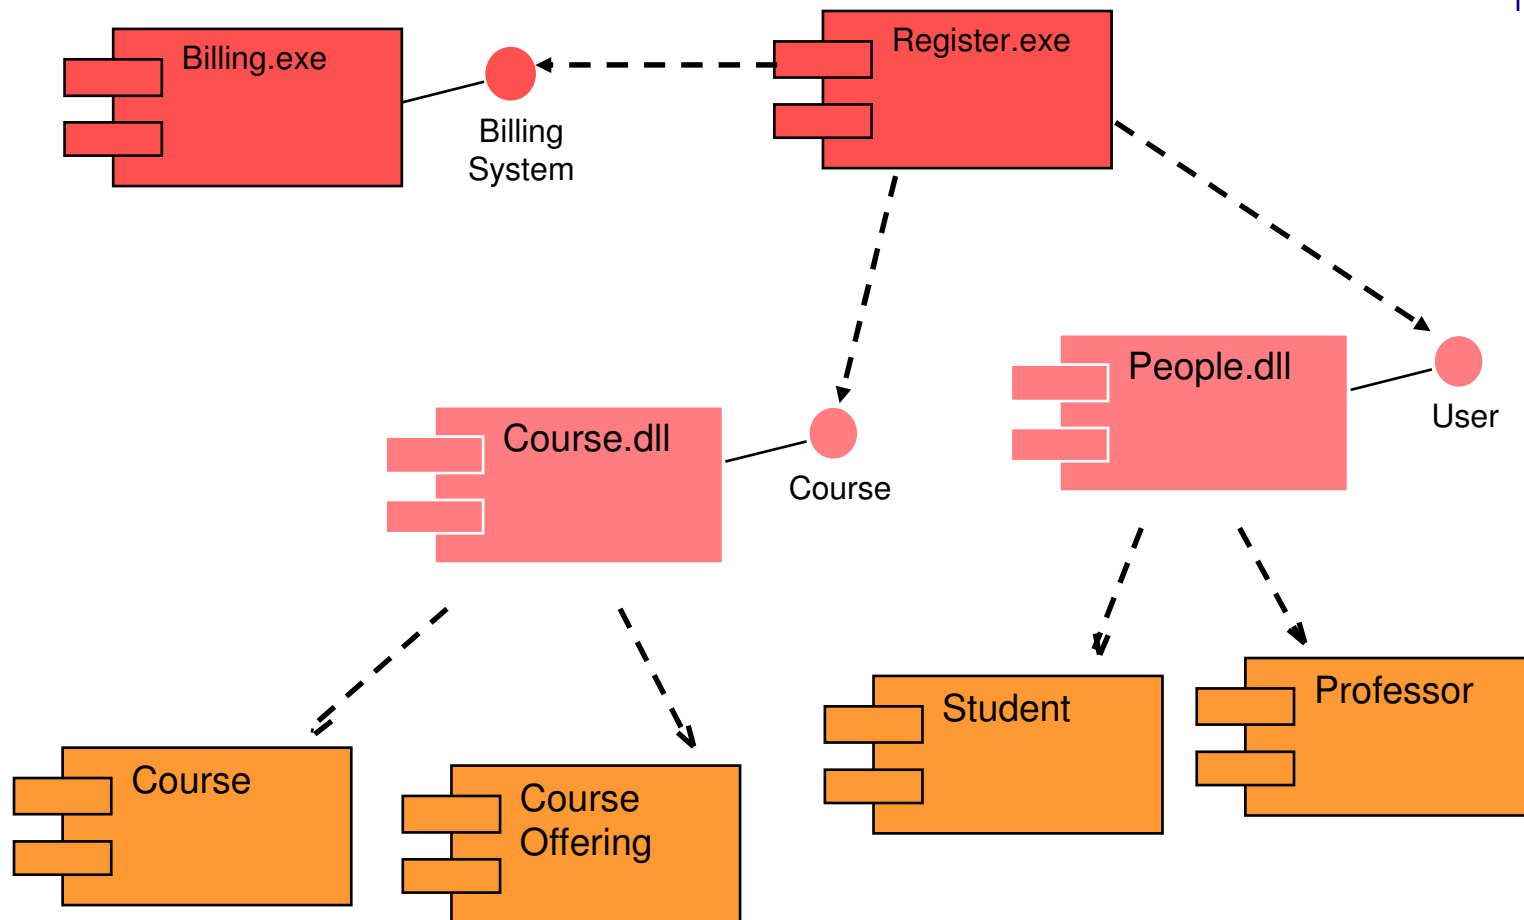 Billing.exe
Register.exe
Billing
System
People.dll
User
Course.dll
Course
Student
Professor
Course
Course
Offering